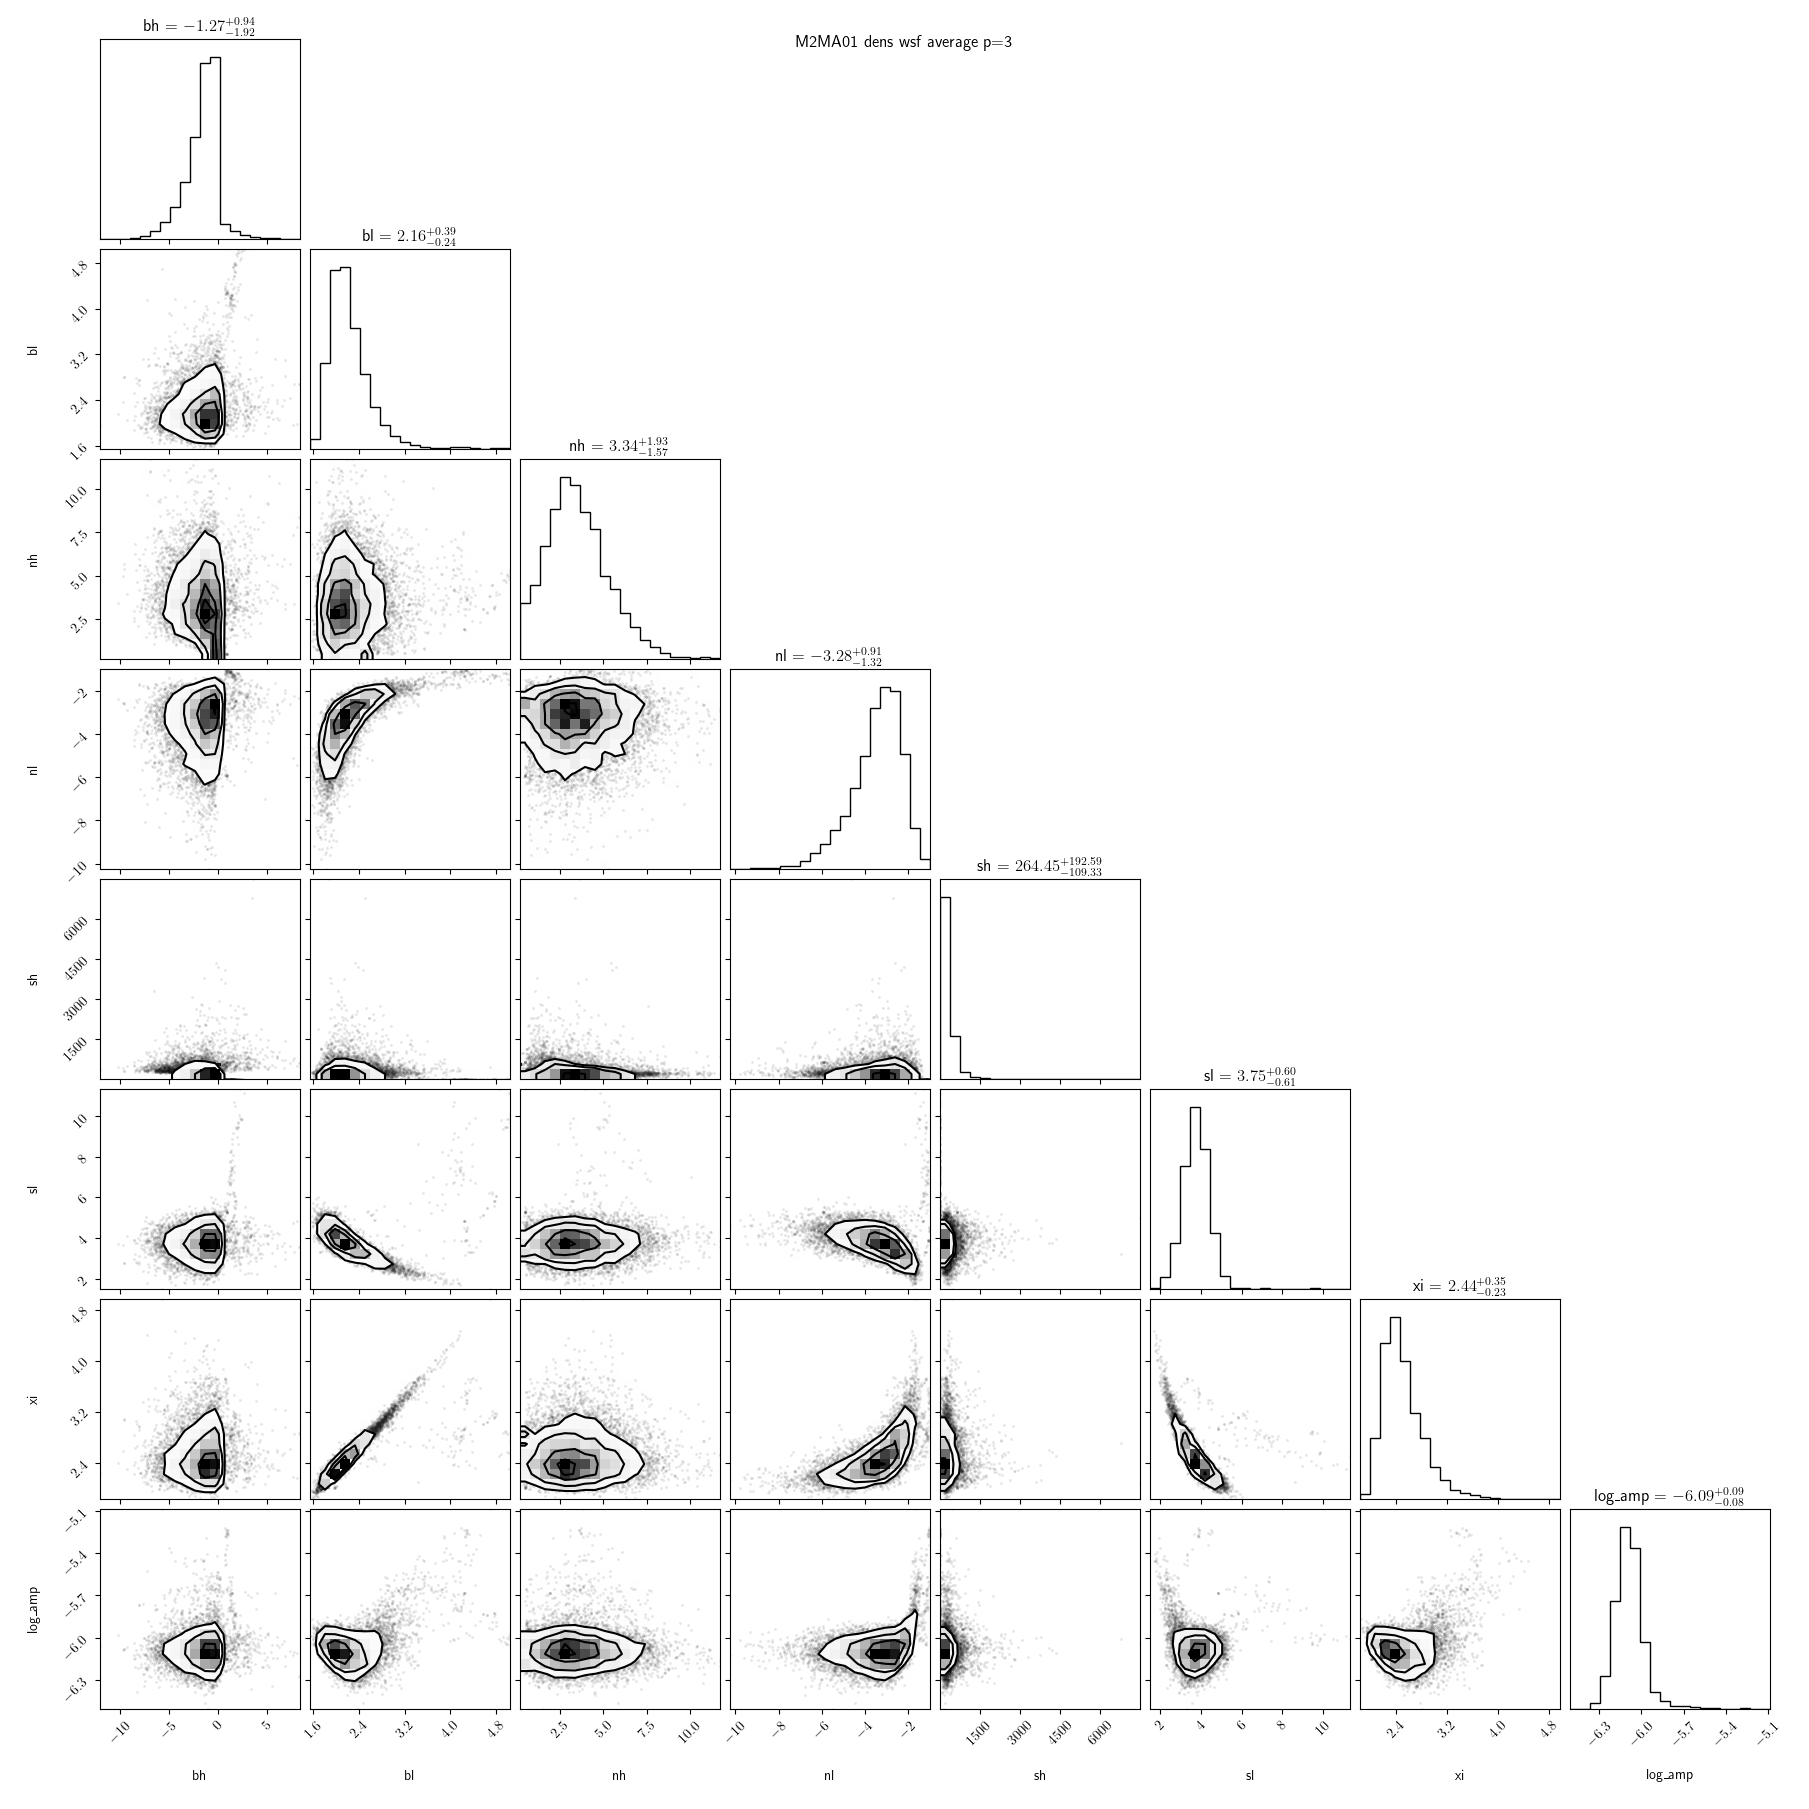 bh = −1.27+0.94−1.92
M2MA01 dens wsf average p=3
bl = 2.16+0.39−0.24
4.8
4.0
3.2
2.4
1.6
bl
nh = 3.34+1.93−1.57
10.0
7.5
5.0
2.5
nh
nl = −3.28+0.91−1.32
−2
−4
−6
−8
−10
nl
sh = 264.45+192.59−109.33
6000
4500
3000
1500
sh
sl = 3.75+0.60−0.61
10
8
6
4
2
sl
xi = 2.44+0.35−0.23
4.8
4.0
3.2
2.4
xi
log_amp = −6.09+0.09−0.08
−5.1
−5.4
−5.7
−6.0
−6.3
log_amp
−10 −5 0 5 1.6 2.4 3.2 4.0 4.8 2.5 5.0 7.5 10.0 −10 −8 −6 −4 −2 1500 3000 4500 6000 2 4 6 8 10 2.4 3.2 4.0 4.8 −6.3 −6.0 −5.7 −5.4 −5.1
bh bl nh nl sh sl xi log_amp